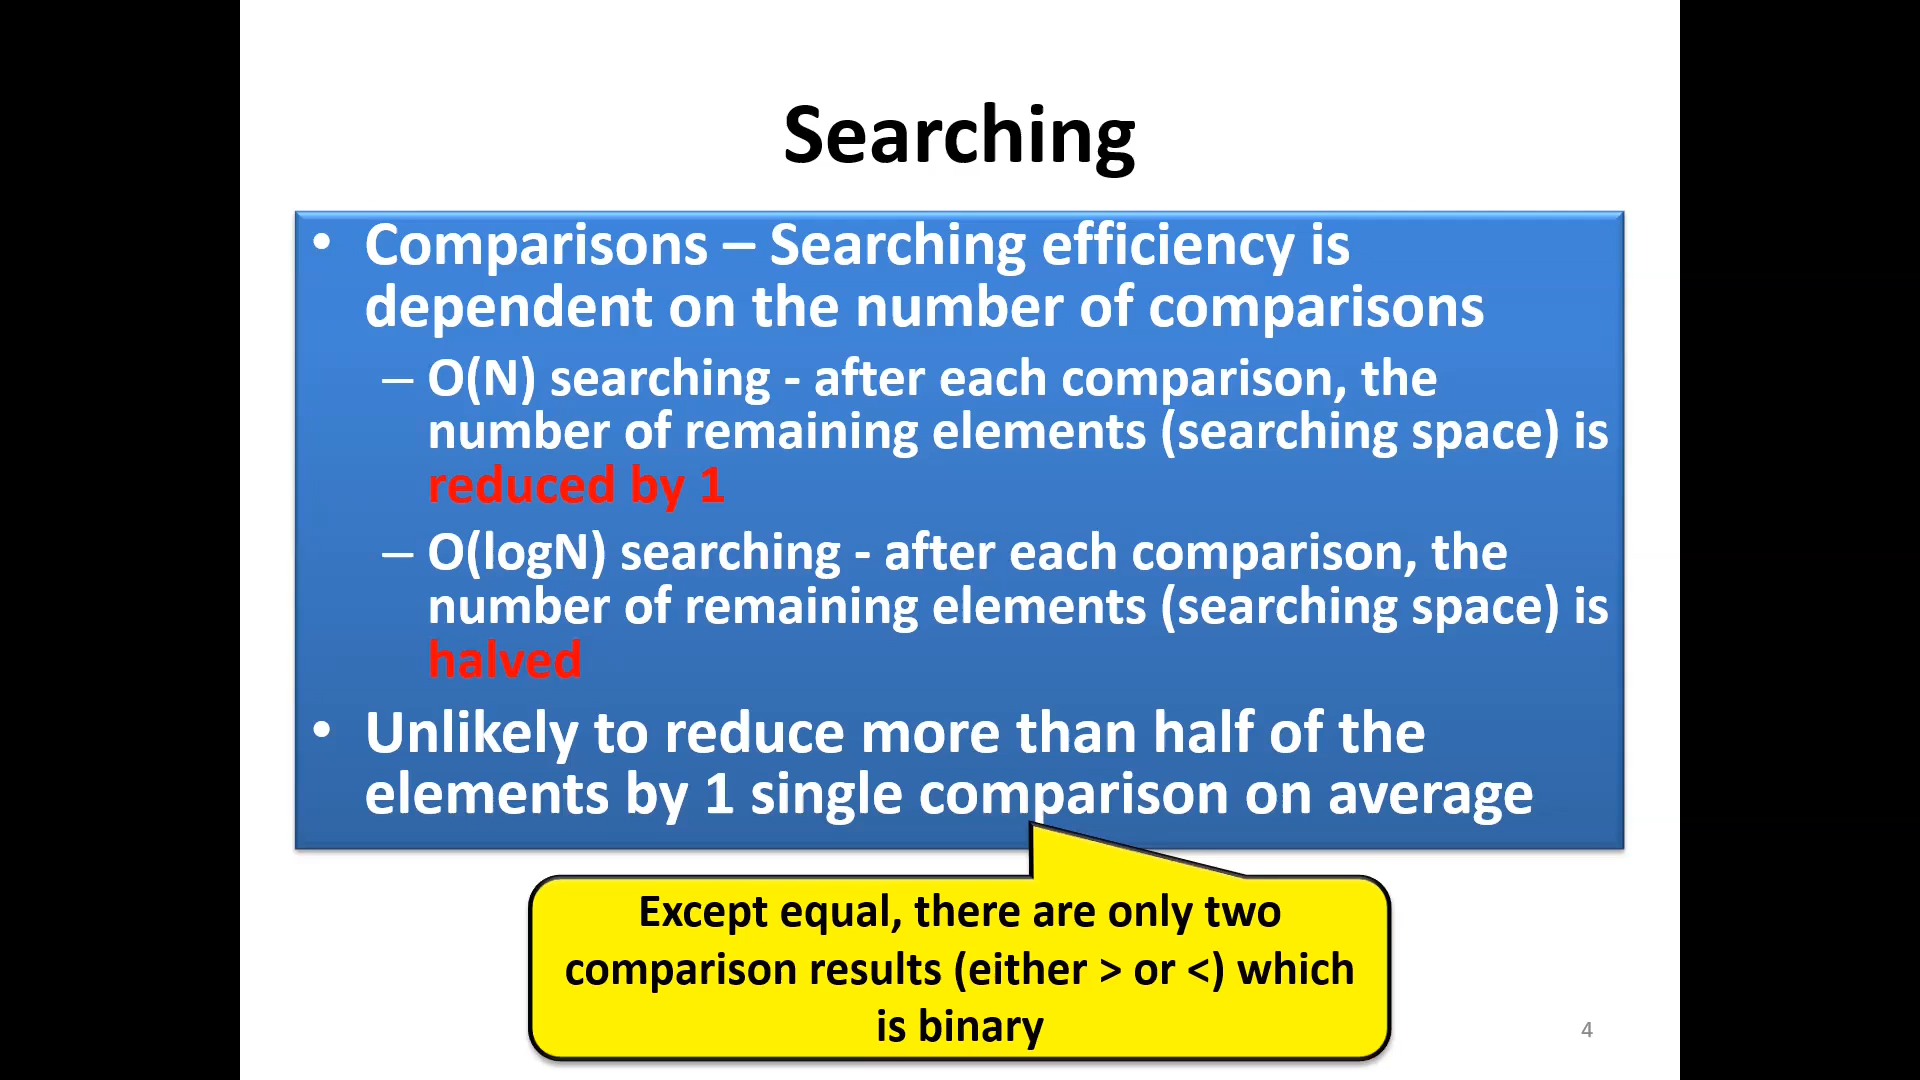 Searching
• Comparisons – Searching efficiency is
dependent on the number of comparisons
– O(N) searching - after each comparison, the
number of remaining elements (searching space) is
reduced by 1
– O(logN) searching - after each comparison, the
number of remaining elements (searching space) is
halved
• Unlikely to reduce more than half of the
elements by 1 single comparison on average
Except equal, there are only two
comparison results (either > or <) which
is binary
4